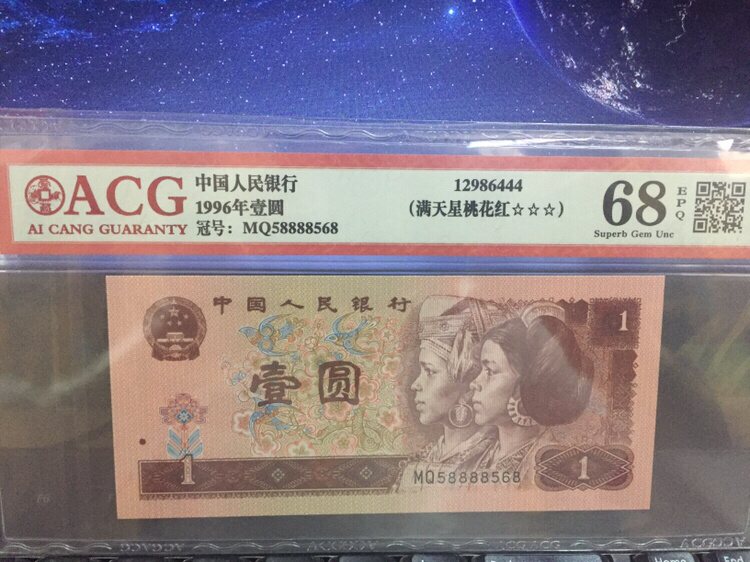 ACG
AI CANG GUARANTY
中国人民银行
1996年壹圆
冠号：MQ58888568
12986444
（满天星桃花红☆☆☆）
68
EPQ
Superb Gem Unc
中国人民银行
1
壹圆
1
MQ58888568
1
Home
End